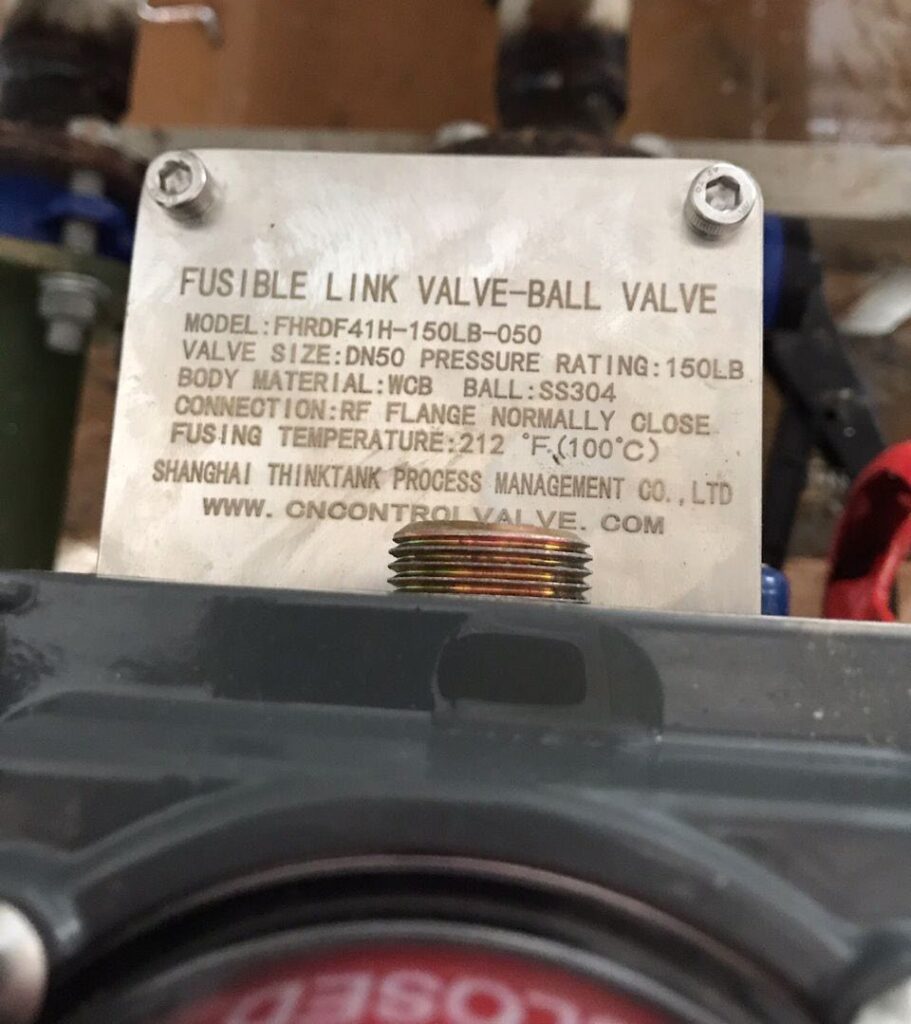 FUSIBLE LINK VALVE-BALL VALVE
MODEL:FHRDF41H-150LB-050
VALVE SIZE:DN50 PRESSURE RATING:150LB
BODY MATERIAL:WCB BALL:SS304
CONNECTION:RF FLANGE NORMALLY CLOSE
FUSING TEMPERATURE:212 °F.(100°C)
SHANGHAI THINKTANK PROCESS MANAGEMENT CO.,LTD
WWW. CNCONTROLVALVE. COM
CLOSED